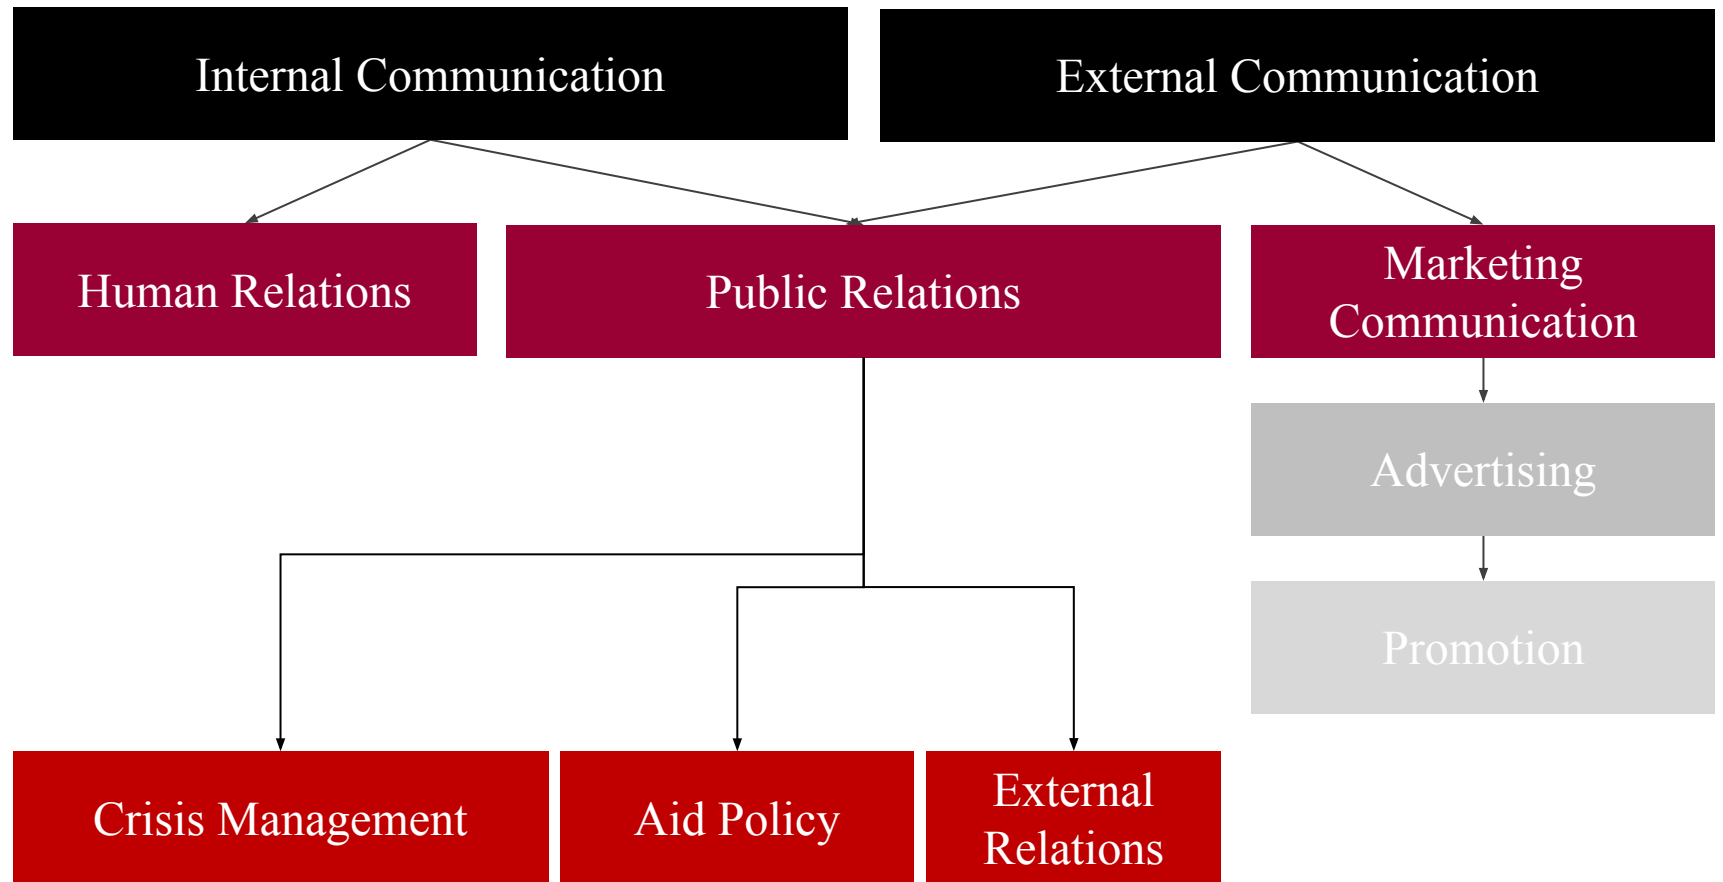 Internal Communication
External Communication
Human Relations
Public Relations
Marketing
Communication
Advertising
Promotion
Crisis Management
Aid Policy
External
Relations